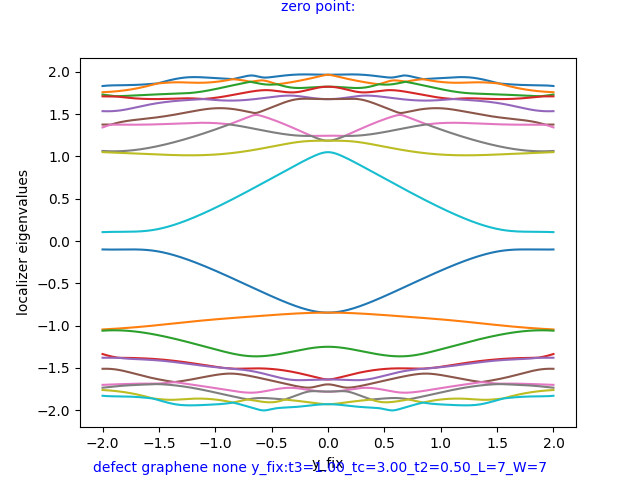 zero point:
localizer eigenvalues
2.0
1.5
1.0
0.5
0.0
−0.5
−1.0
−1.5
−2.0
−2.0 −1.5 −1.0 −0.5 0.0 0.5 1.0 1.5 2.0
y_fix
defect graphene none y_fix:t3=1.00_tc=3.00_t2=0.50_L=7_W=7